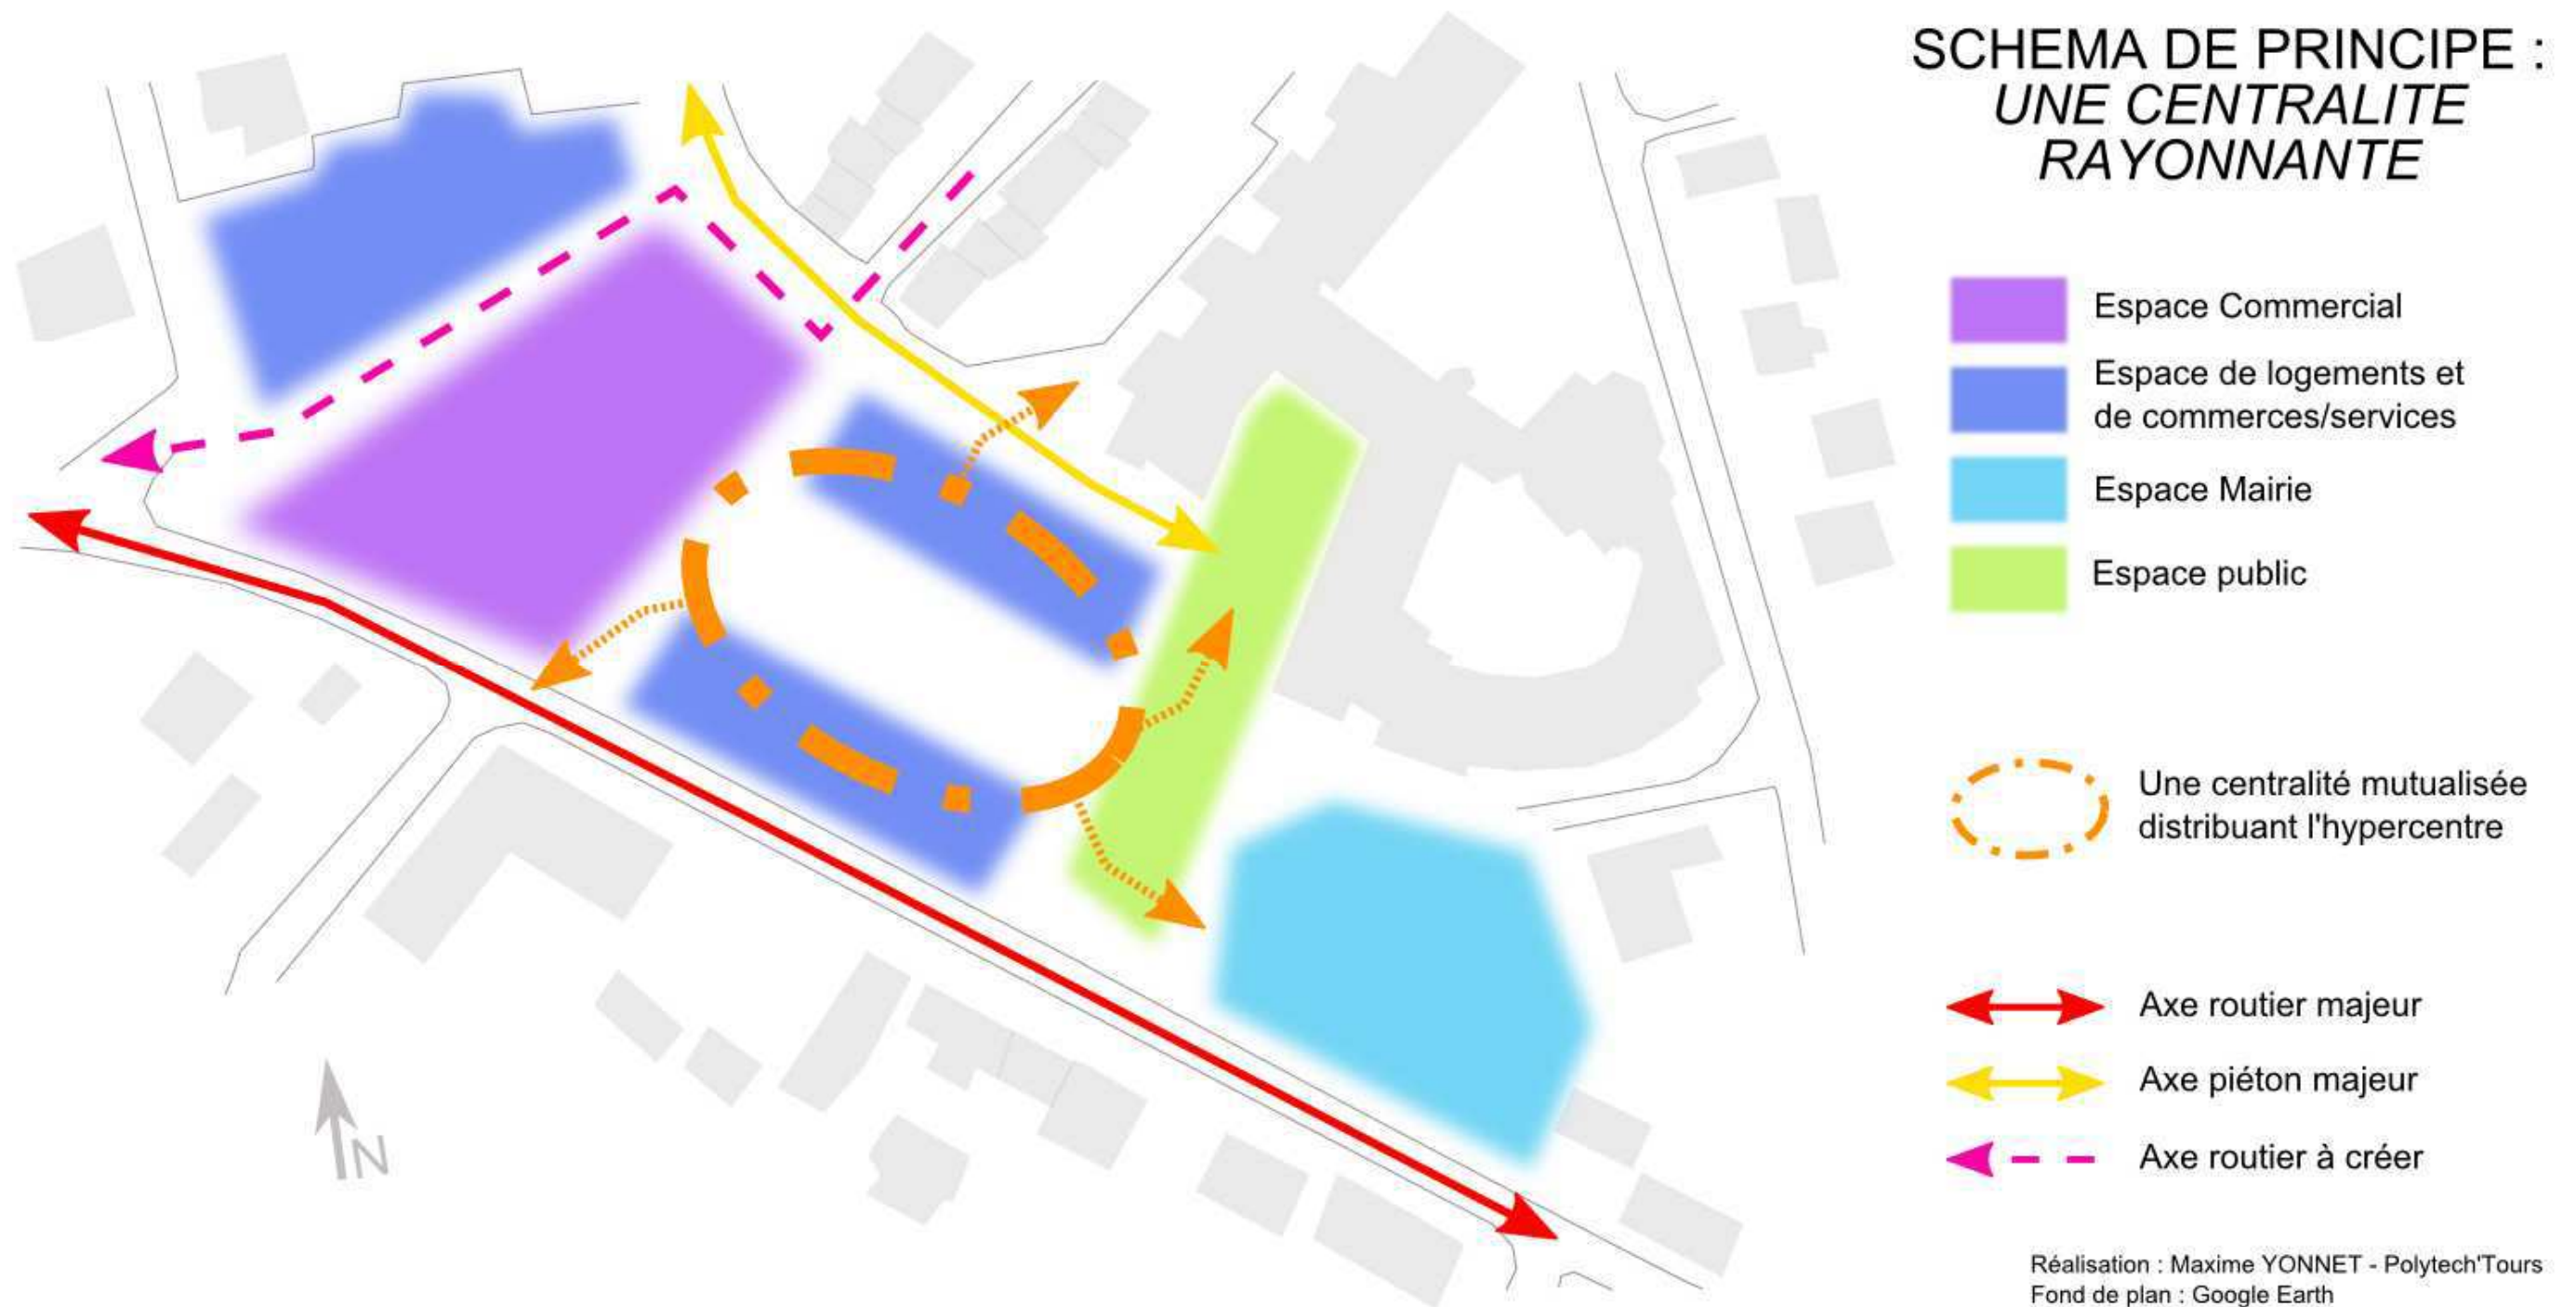 SCHEMA DE PRINCIPE :
UNE CENTRALITE
RAYONNANTE
Espace Commercial
Espace de logements et
de commerces/services
Espace Mairie
Espace public
Une centralité mutualisée
distribuant l'hypercentre
Axe routier majeur
Axe piéton majeur
Axe routier à créer
N
Réalisation : Maxime YONNET - Polytech'Tours
Fond de plan : Google Earth